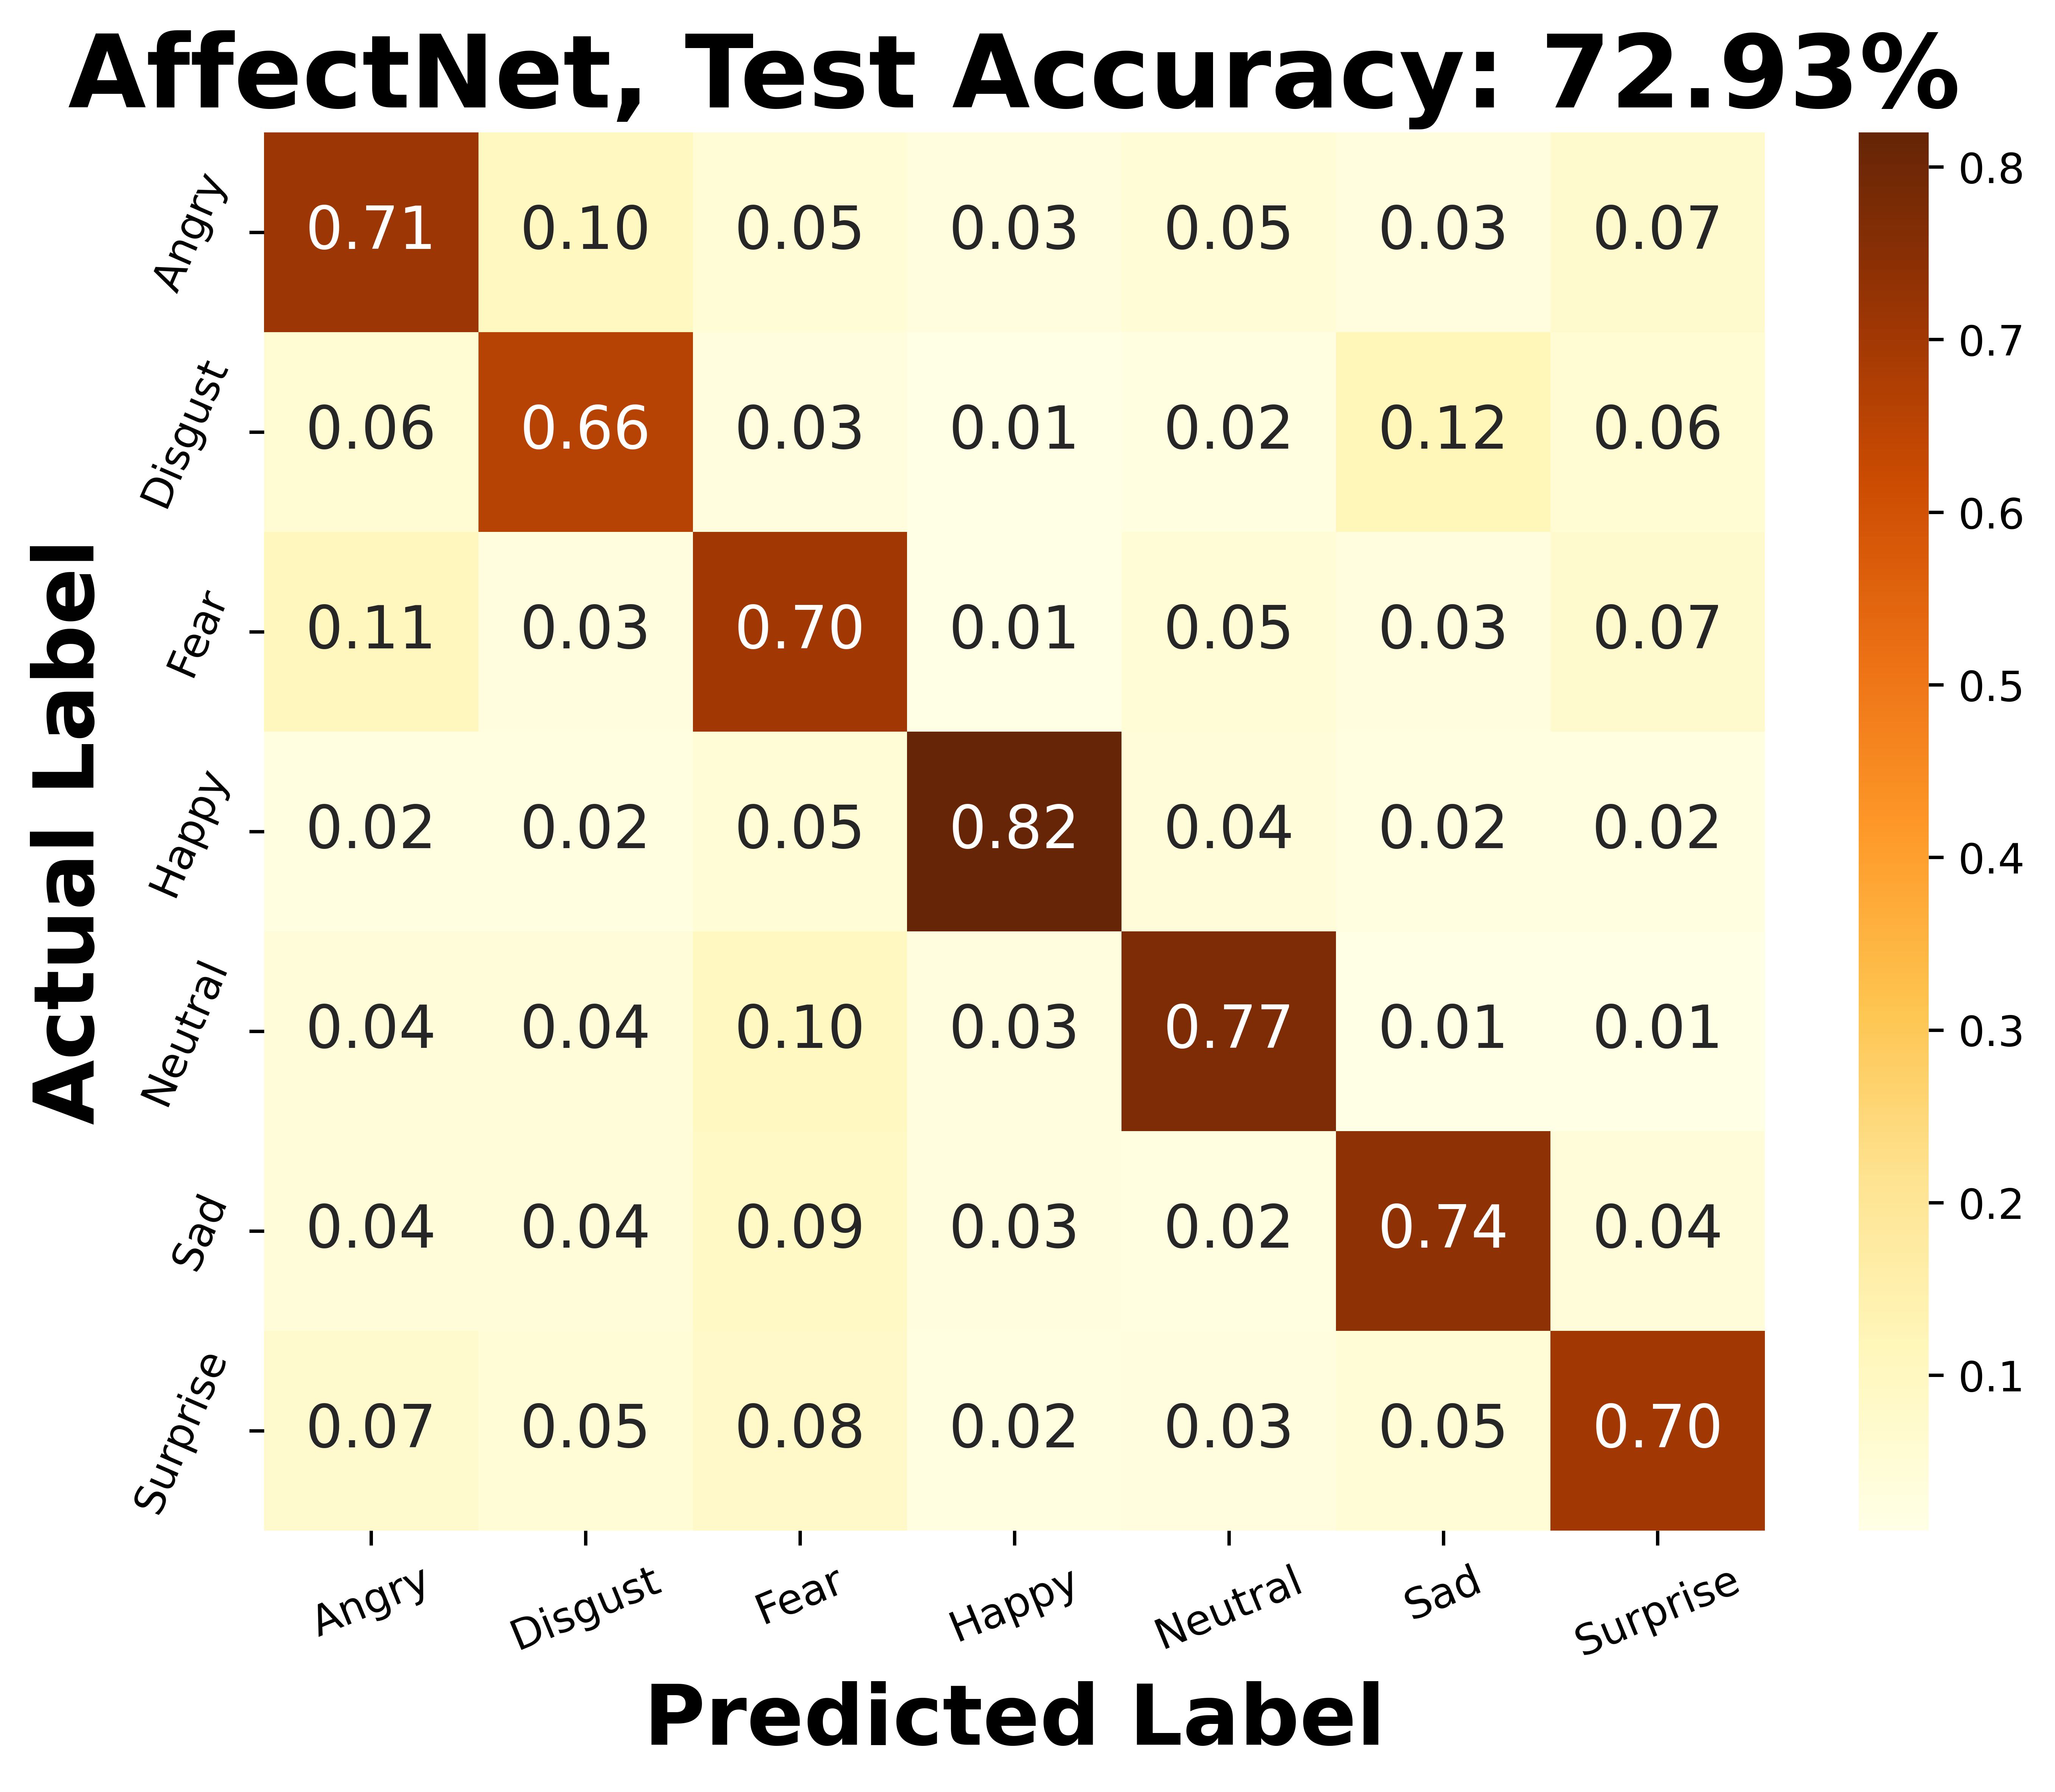 AffectNet, Test Accuracy: 72.93%
Actual Label
Angry 0.71 0.10 0.05 0.03 0.05 0.03 0.07
Disgust 0.06 0.66 0.03 0.01 0.02 0.12 0.06
Fear 0.11 0.03 0.70 0.01 0.05 0.03 0.07
Happy 0.02 0.02 0.05 0.82 0.04 0.02 0.02
Neutral 0.04 0.04 0.10 0.03 0.77 0.01 0.01
Sad 0.04 0.04 0.09 0.03 0.02 0.74 0.04
Surprise 0.07 0.05 0.08 0.02 0.03 0.05 0.70
Angry Disgust Fear Happy Neutral Sad Surprise
Predicted Label
0.8
0.7
0.6
0.5
0.4
0.3
0.2
0.1